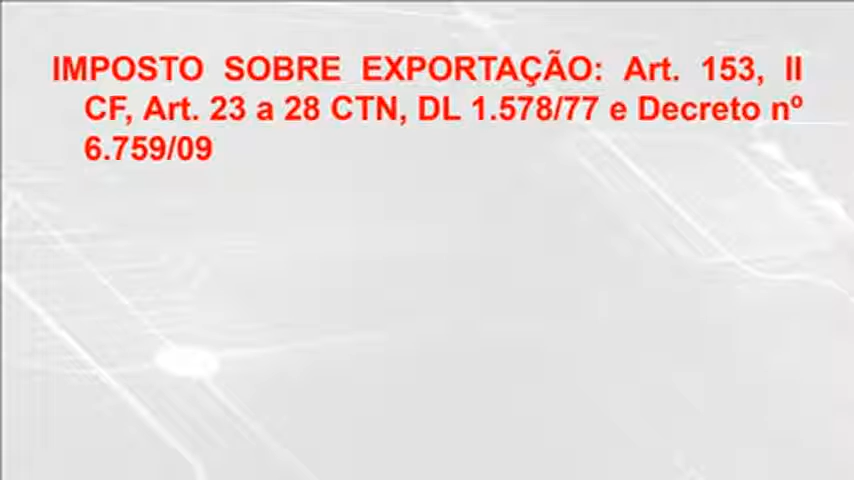 IMPOSTO SOBRE EXPORTAÇÃO: Art. 153, II
CF, Art. 23 a 28 CTN, DL 1.578/77 e Decreto nº
6.759/09